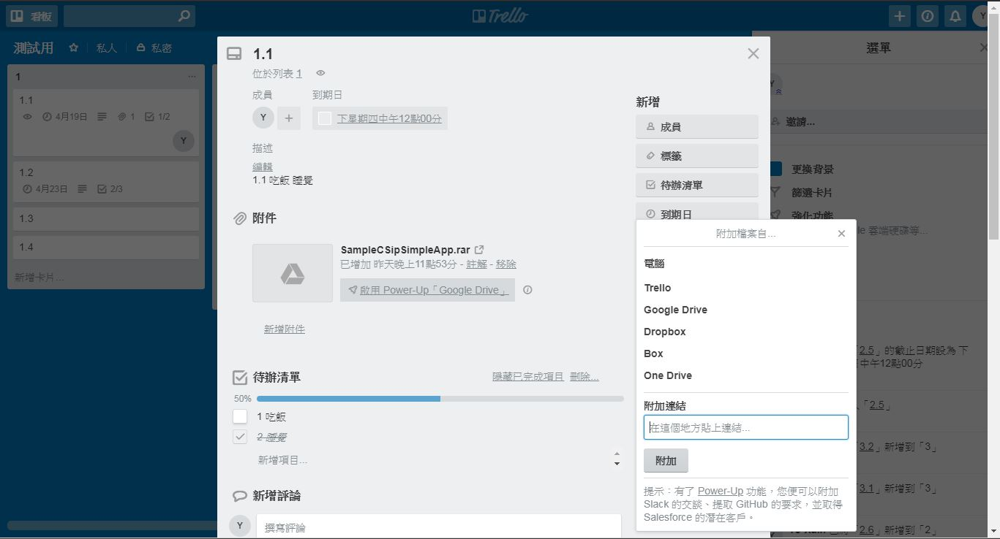 看板
Trello
Y
測試用
私人
私密
1
...
1.1
4月19日
1
1/2
Y
1.2
4月23日
2/3
1.3
1.4
新增卡片...
1.1
位於列表 1
成員
到期日
Y
+
下星期四中午12點00分
描述
編輯
1.1 吃飯 睡覺
附件
SampleCSipSimpleApp.rar
已增加 昨天晚上11點53分 - 註解 - 移除
啟用 Power-Up「Google Drive」
新增附件
待辦清單
隱藏已完成項目 刪除...
50%
1 吃飯
2 睡覺
新增項目...
新增評論
Y
撰寫評論
新增
成員
標籤
待辦清單
到期日
附加檔案自...
電腦
Trello
Google Drive
Dropbox
Box
One Drive
附加連結
在這個地方貼上連結...
附加
提示：有了 Power-Up 功能，您便可以附加
Slack 的交談、提取 GitHub 的要求，並取得
Salesforce 的潛在客戶。
選單
Y
邀請...
更換背景
篩選卡片
強化功能
雲端硬碟等...
「2.5」的截止日期設為 下
中午12點00分
「2.5」
「3.2」新增到「3」
「3.1」新增到「3」
「2.6」新增到「2」